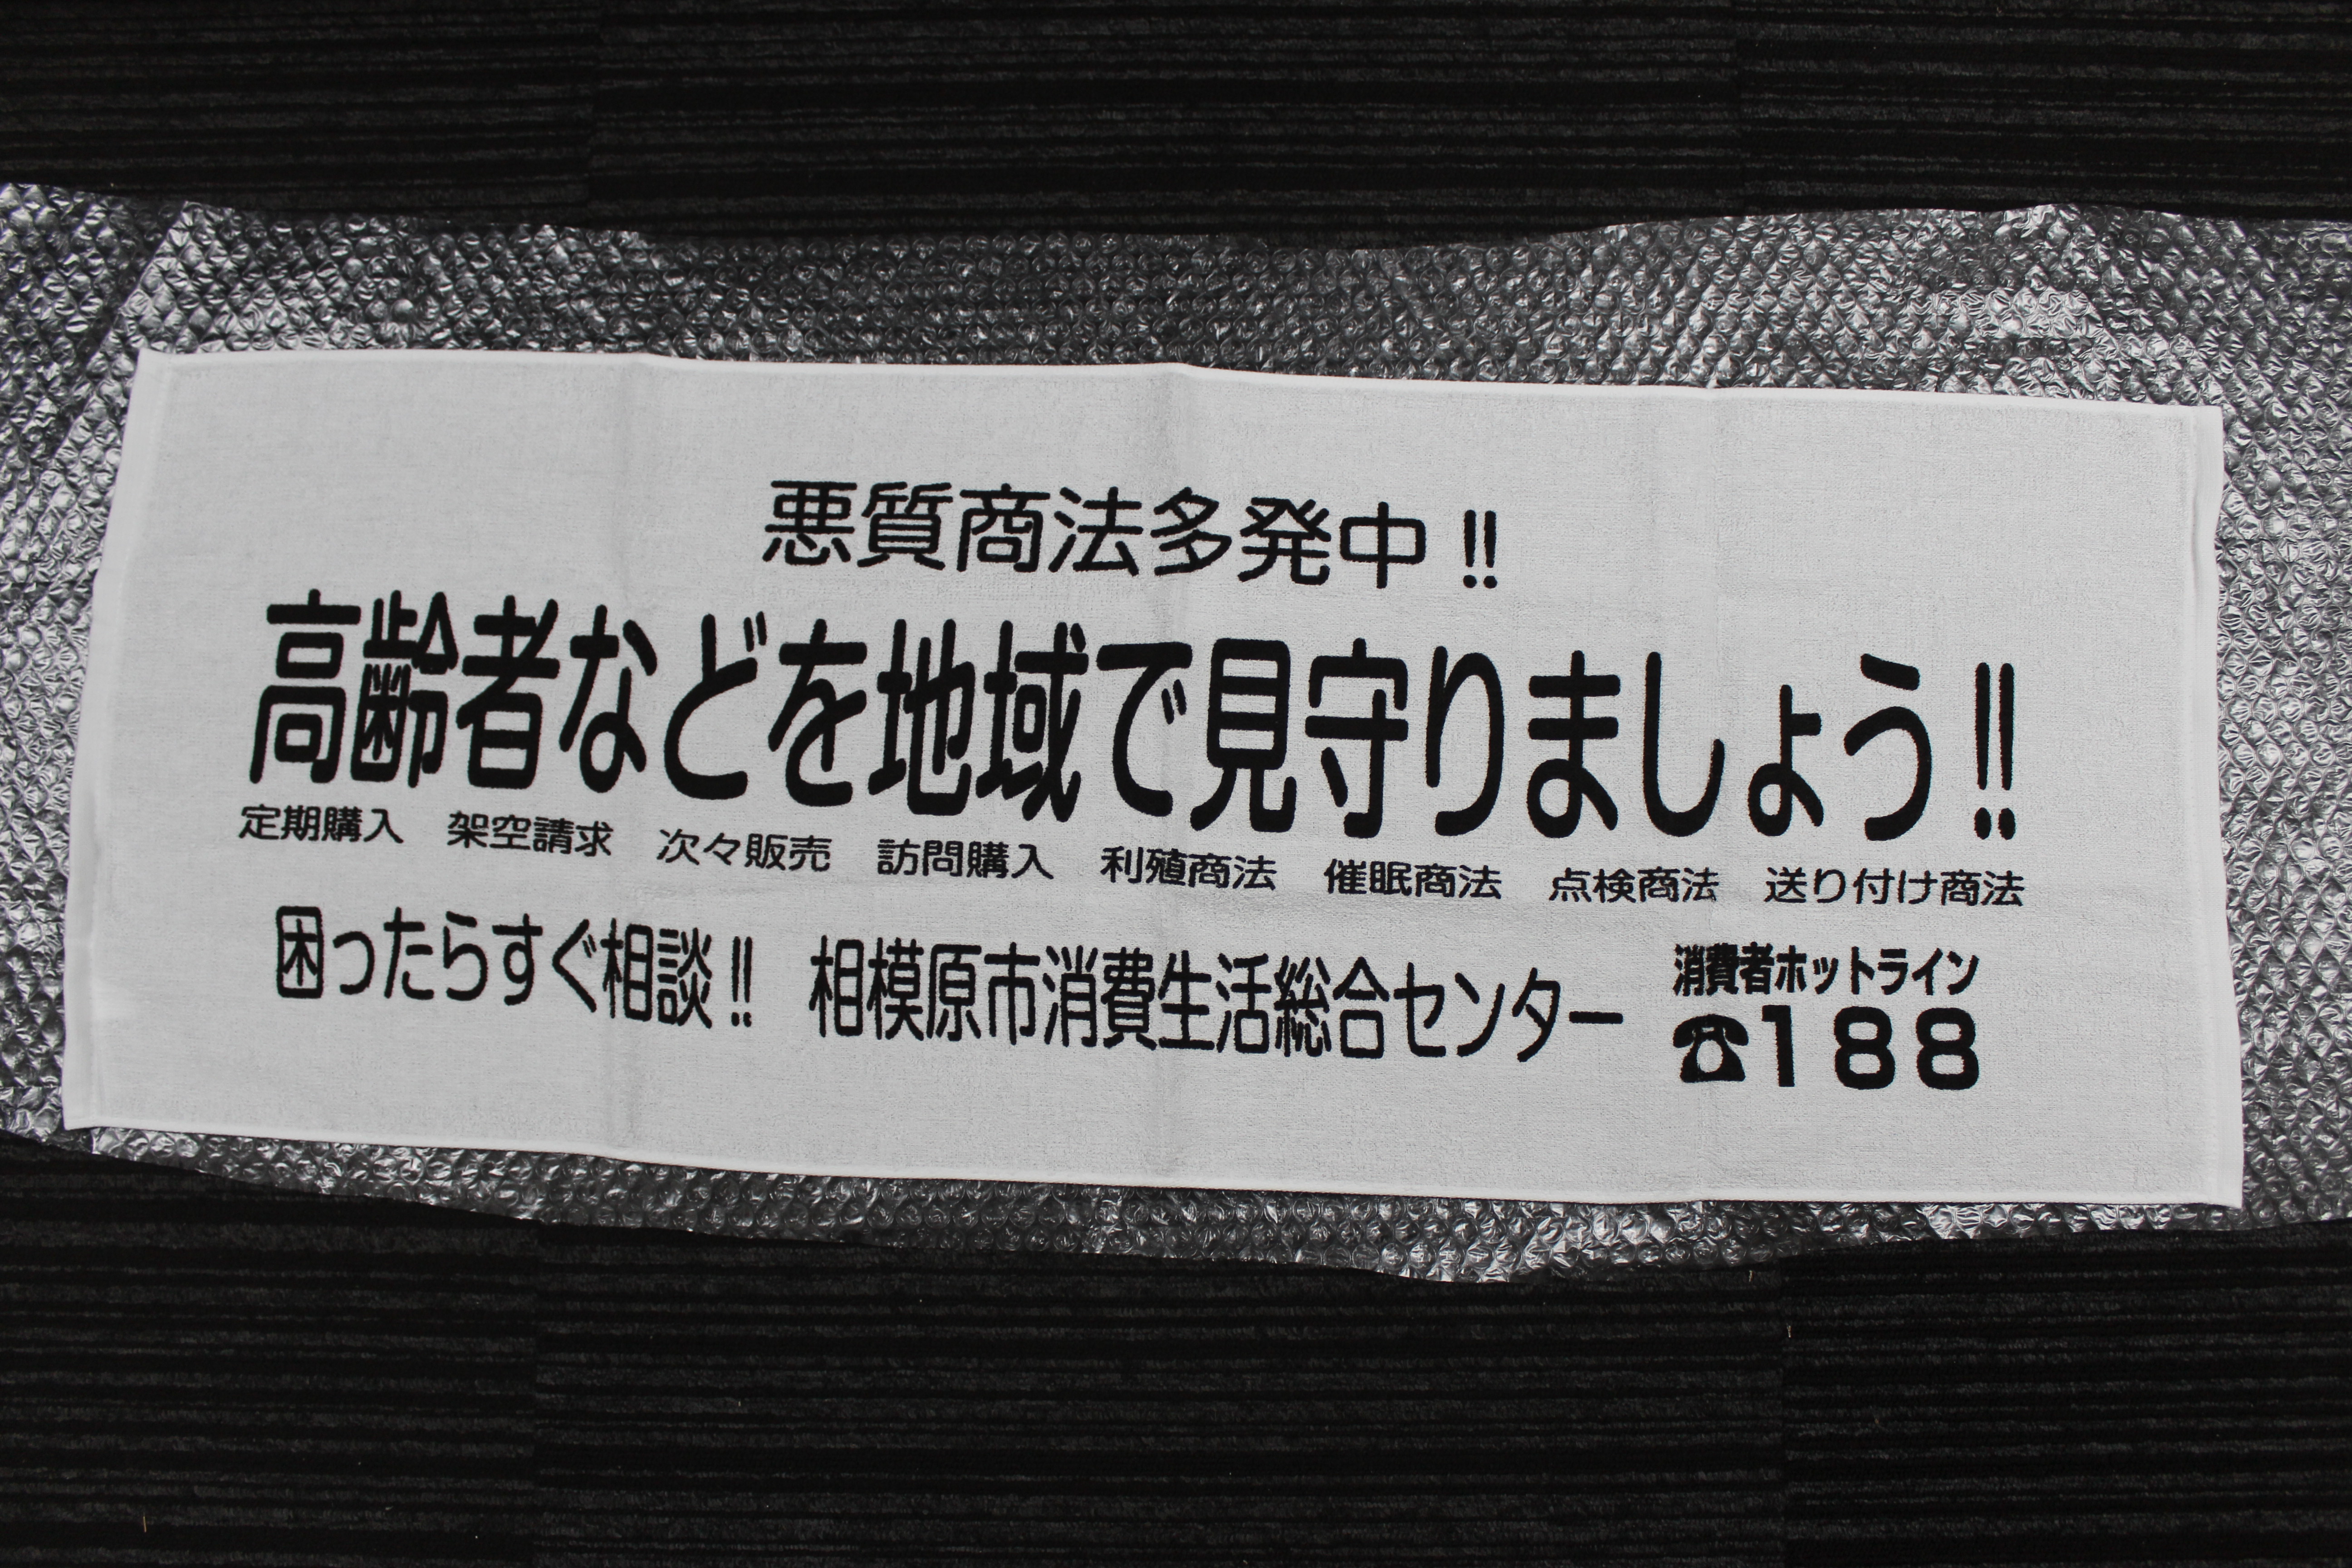 悪質商法多発中!!
高齢者などを地域で見守りましょう!!
定期購入　架空請求　次々販売　訪問購入　利殖商法　催眠商法　点検商法　送り付け商法
困ったらすぐ相談!!　相模原市消費生活総合センター　消費者ホットライン
☎188